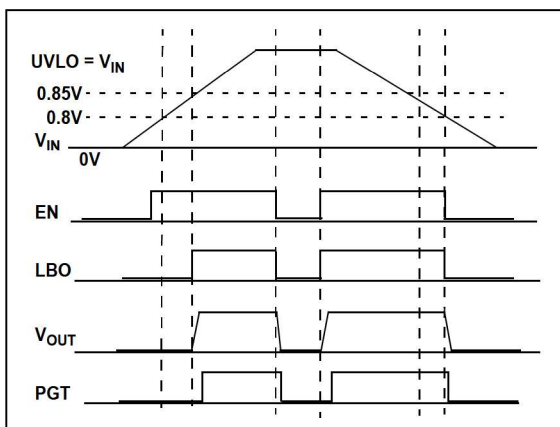 UVLO = VIN
0.85V
0.8V
VIN
0V
EN
LBO
VOUT
PGT